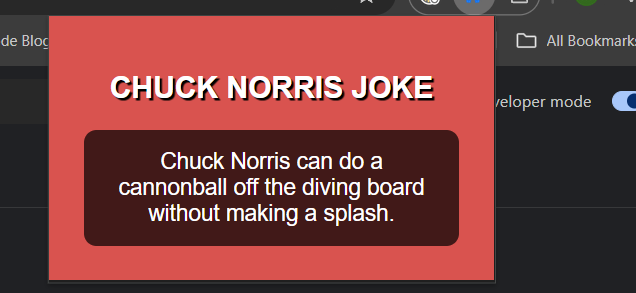 de Blog
All Bookmarks
CHUCK NORRIS JOKE
veloper mode
Chuck Norris can do a
cannonball off the diving board
without making a splash.